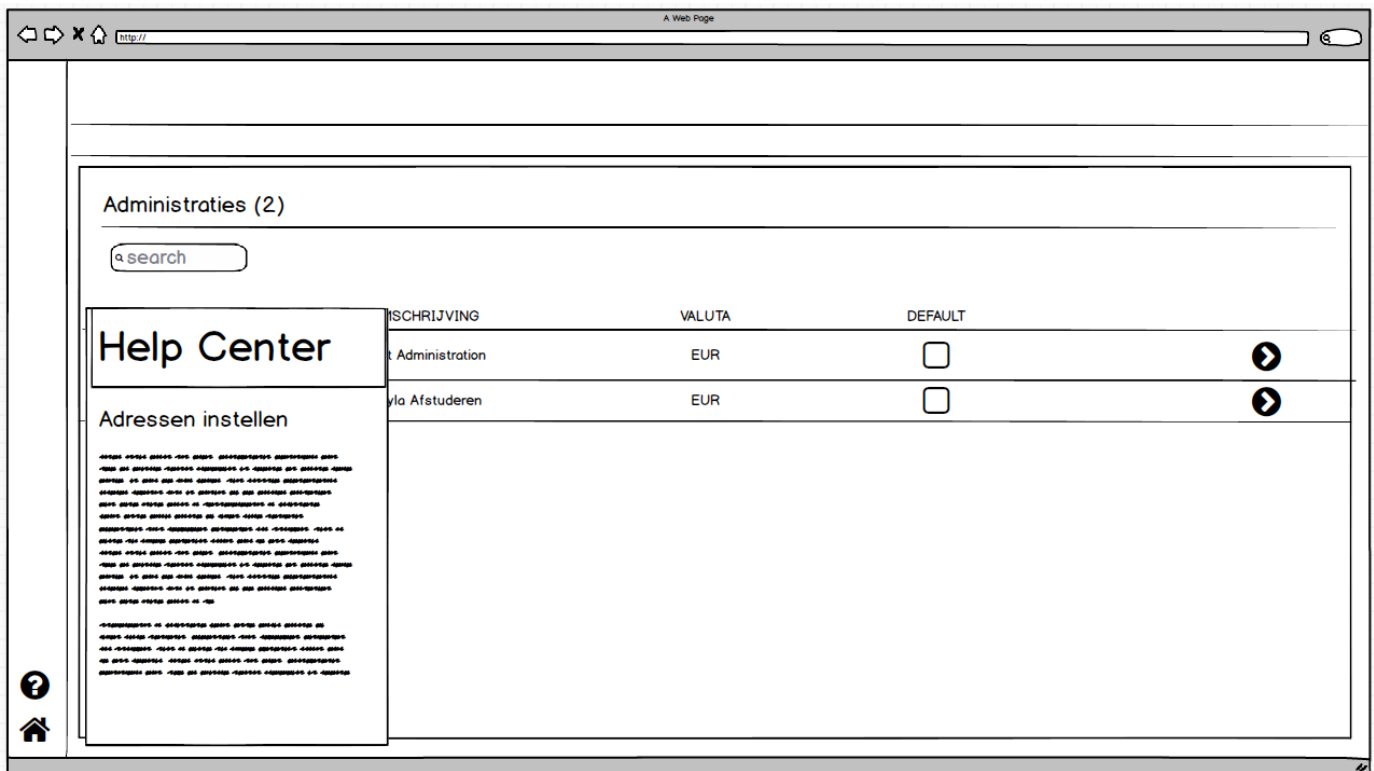 A Web Page
http://
Administraties (2)
search
MSCHRIJVING VALUTA DEFAULT
Help Center
t Administration EUR
yla Afstuderen EUR
Adressen instellen